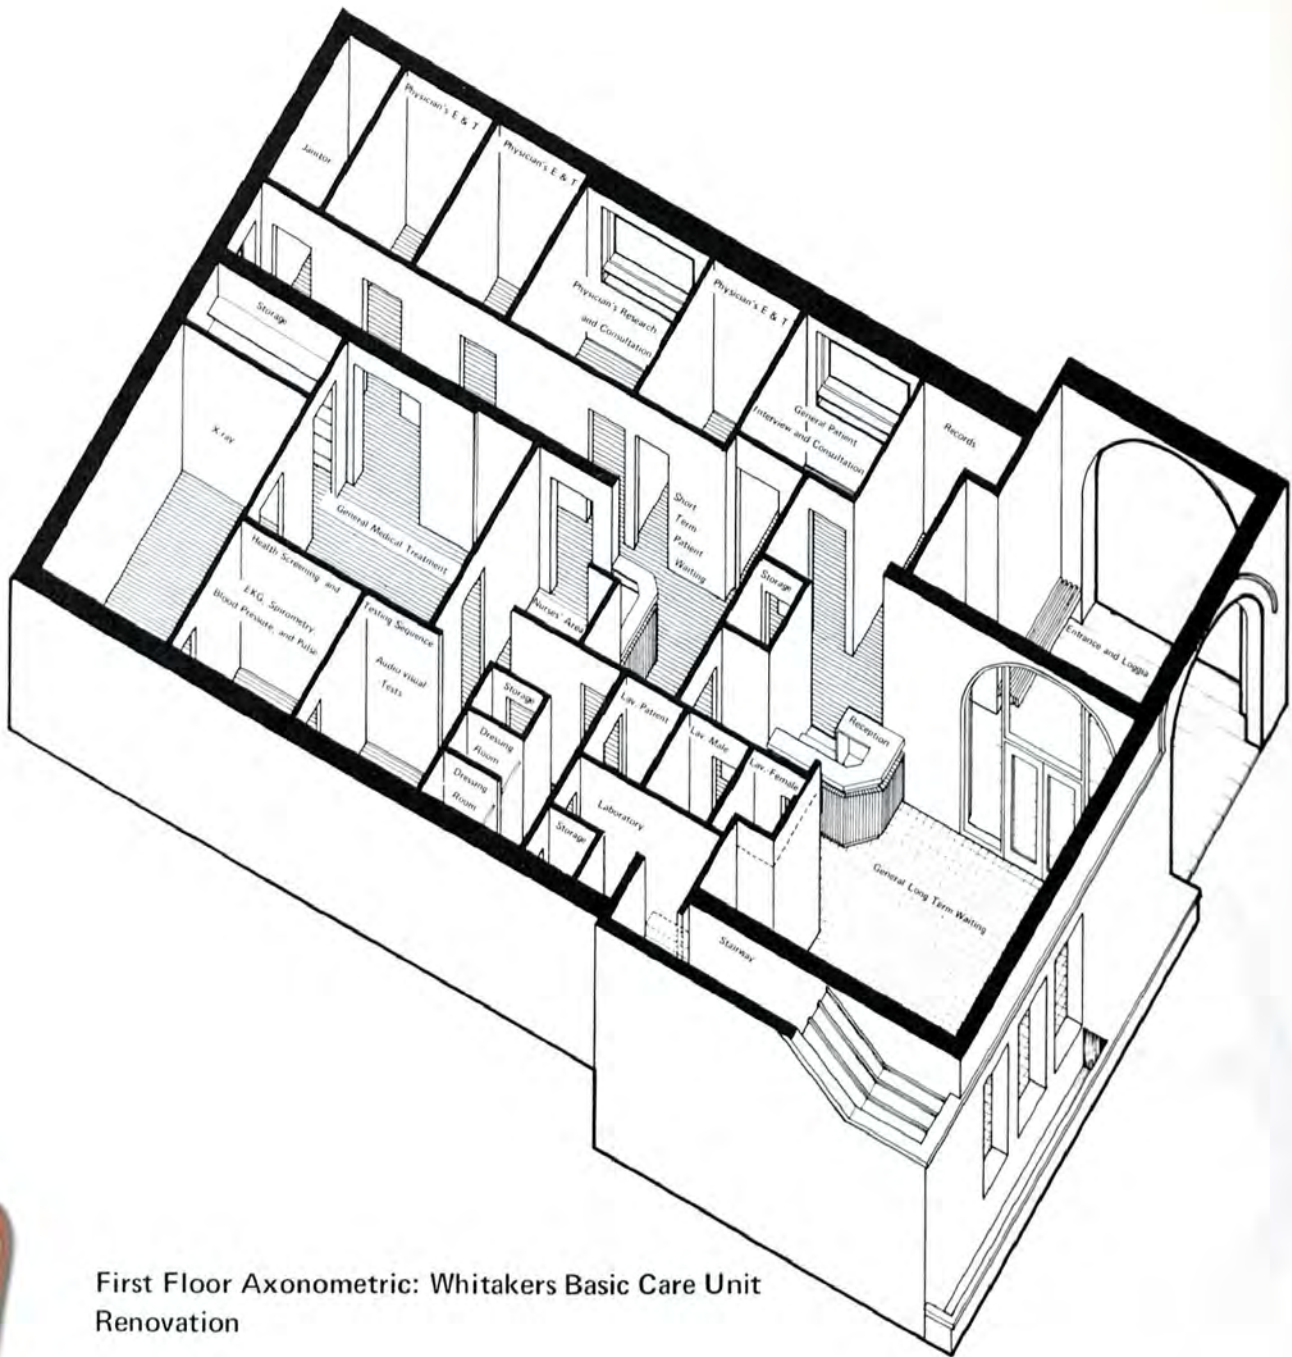 Janitor
Physician's E & T
Physician's E & T
Physician's Research
and Consultation
Physician's E & T
General Patient
Interview and Consultation
Records
Storage
X-ray
General Medical Treatment
Short
Term
Patient
Waiting
Storage
Entrance and Loggia
Health Screening and
Testing Sequence
EKG, Spirometry,
Blood Pressure, and Pulse
Audio visual
Tests
Nurses' Area
Storage
Dressing
Room
Dressing
Room
Lav. Patient
Lav. Male
Lav.-Female
Reception
Laboratory
Storage
General Long Term Waiting
Stairway
First Floor Axonometric: Whitakers Basic Care Unit
Renovation